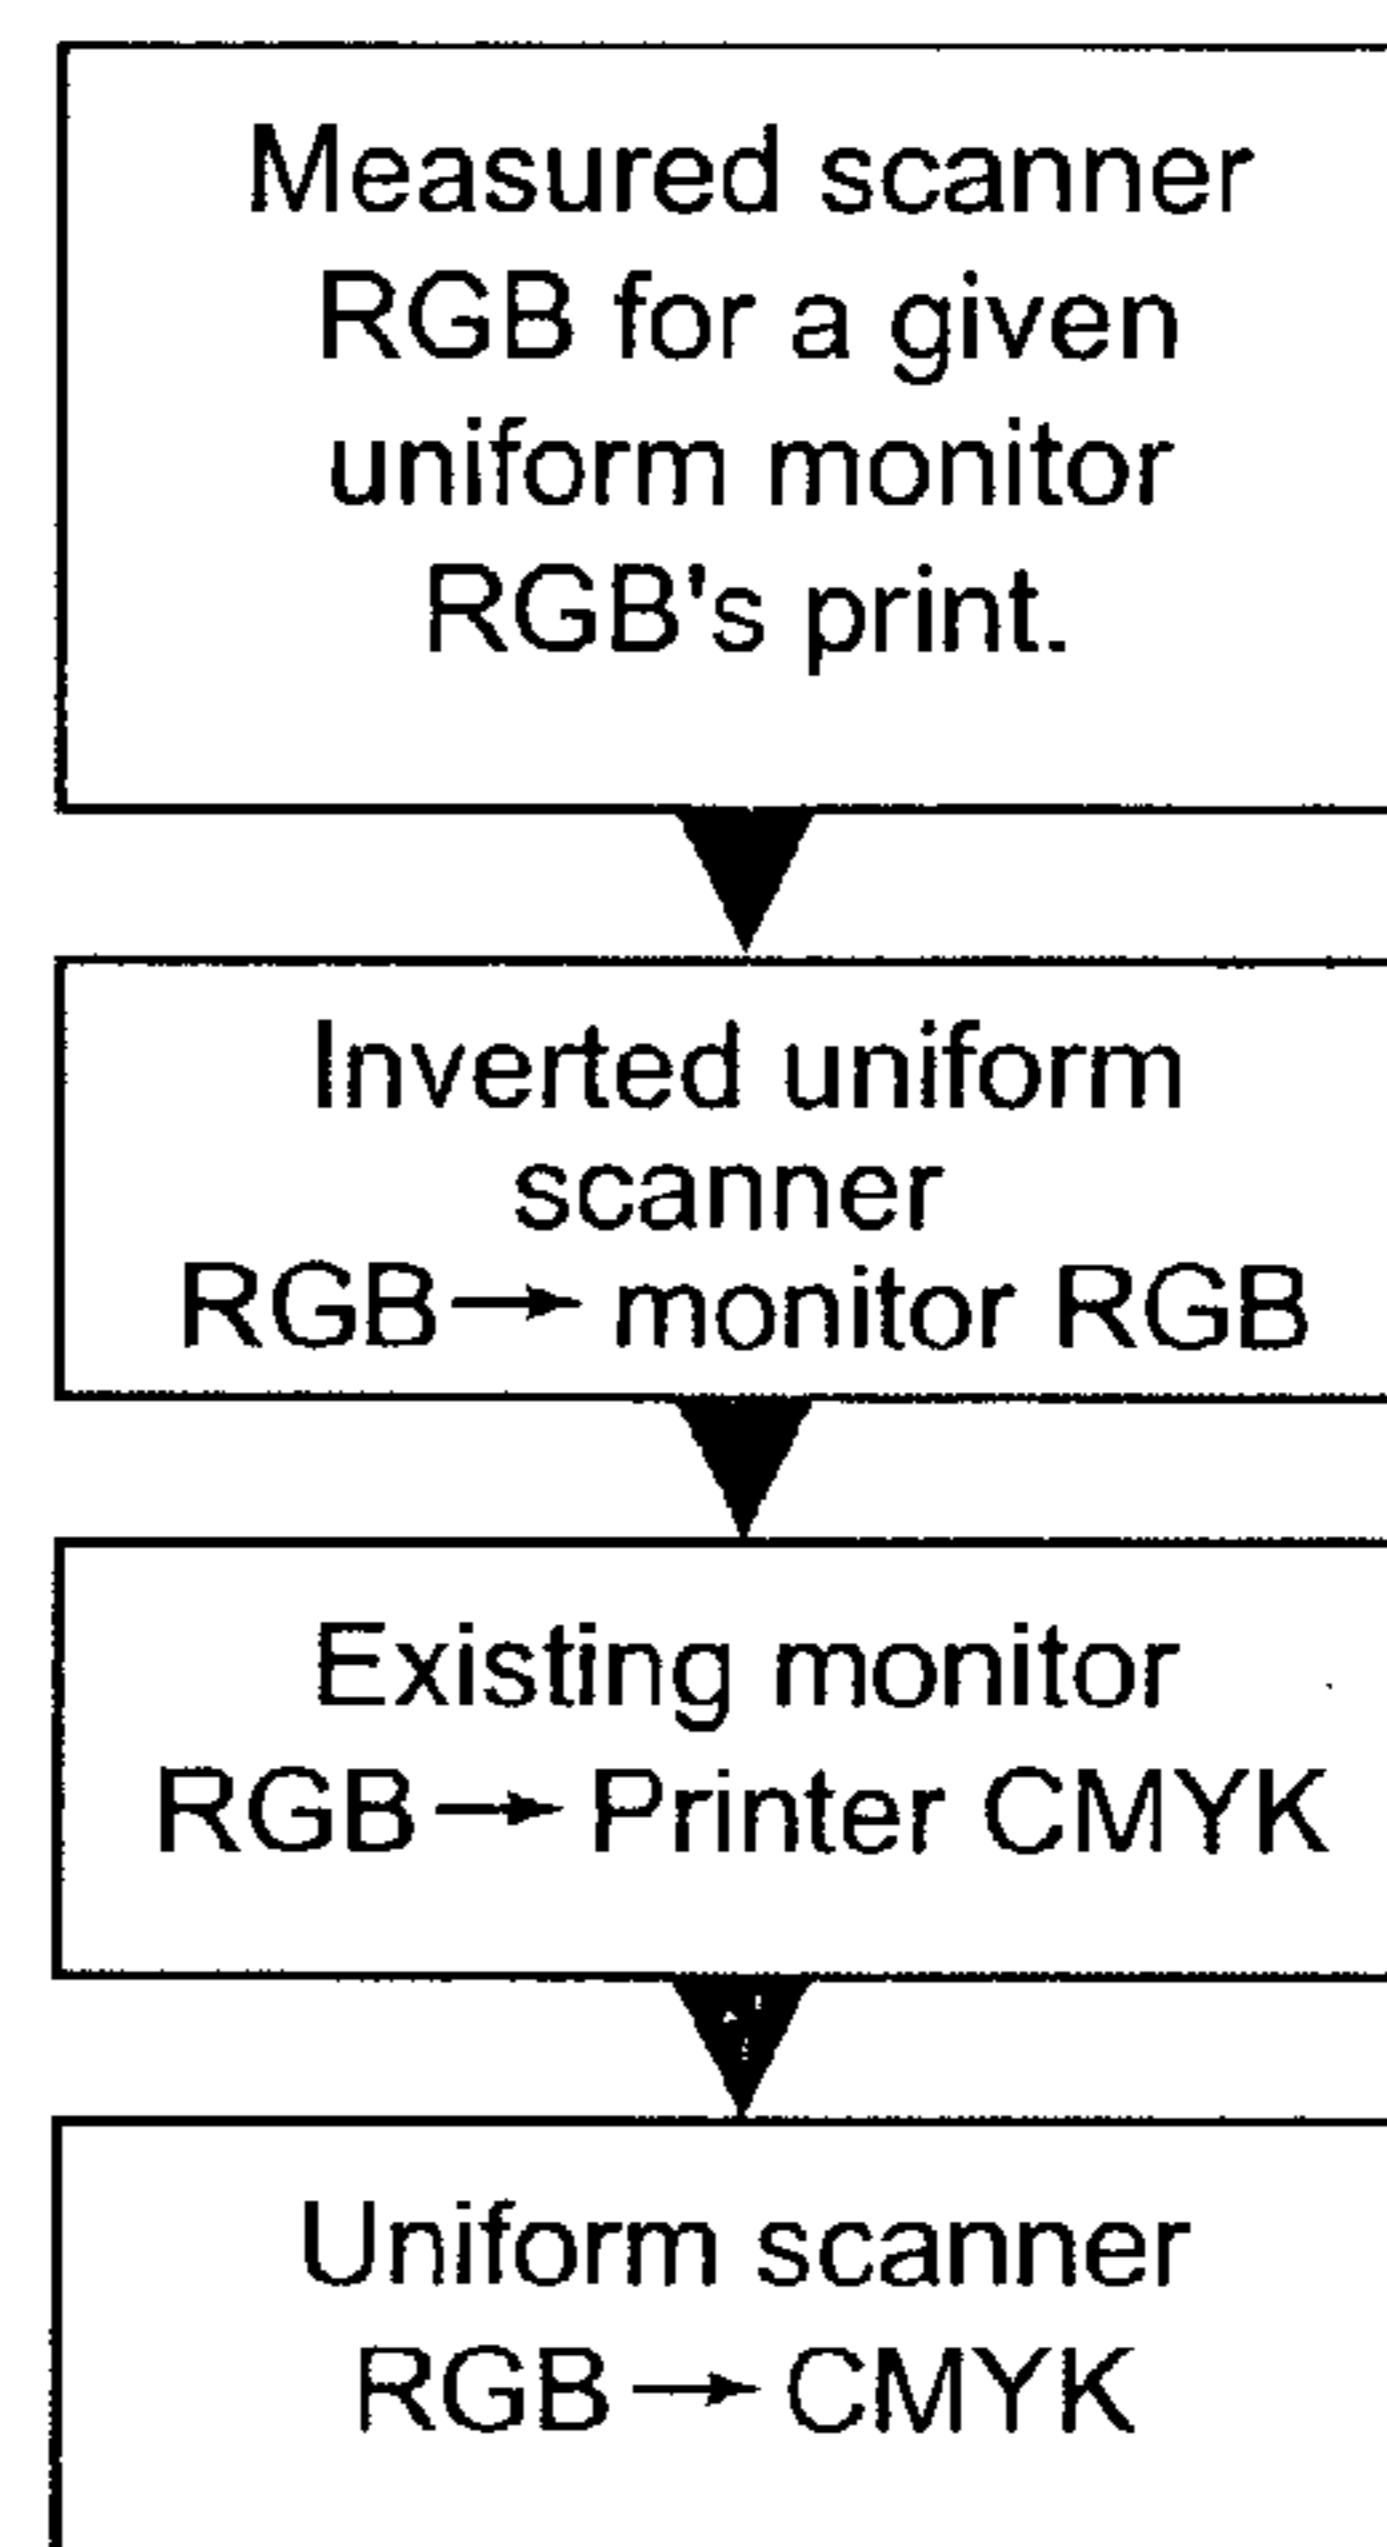 Measured scanner
RGB for a given
uniform monitor
RGB's print.
Inverted uniform
scanner
RGB→ monitor RGB
Existing monitor
RGB→ Printer CMYK
Uniform scanner
RGB→ CMYK